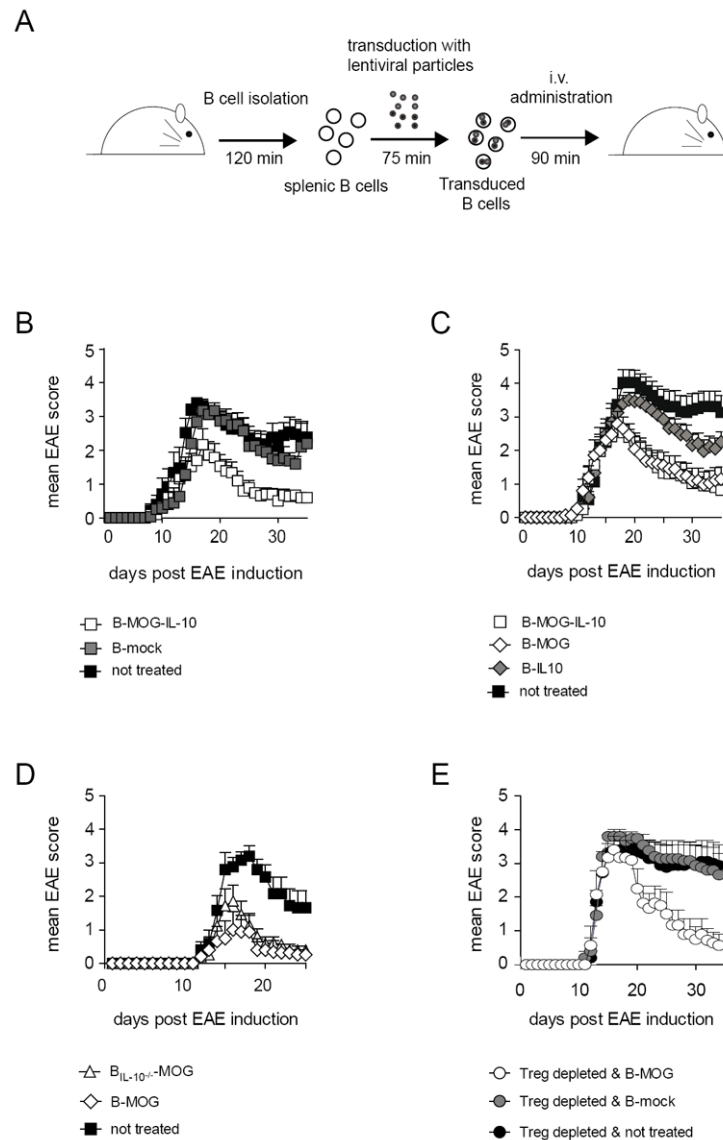 A
B cell isolation
120 min
splenic B cells
transduction with
lentiviral particles
75 min
Transduced
B cells
i.v.
administration
90 min
B
mean EAE score
5
4
3
2
1
0
0 10 20 30
days post EAE induction
B-MOG-IL-10
B-mock
not treated
C
mean EAE score
5
4
3
2
1
0
0 10 20 30
days post EAE induction
B-MOG-IL-10
B-MOG
B-IL10
not treated
D
mean EAE score
5
4
3
2
1
0
0 10 20
days post EAE induction
B IL-10-/- -MOG
B-MOG
not treated
E
mean EAE score
5
4
3
2
1
0
0 10 20 30
days post EAE induction
Treg depleted & B-MOG
Treg depleted & B-mock
Treg depleted & not treated